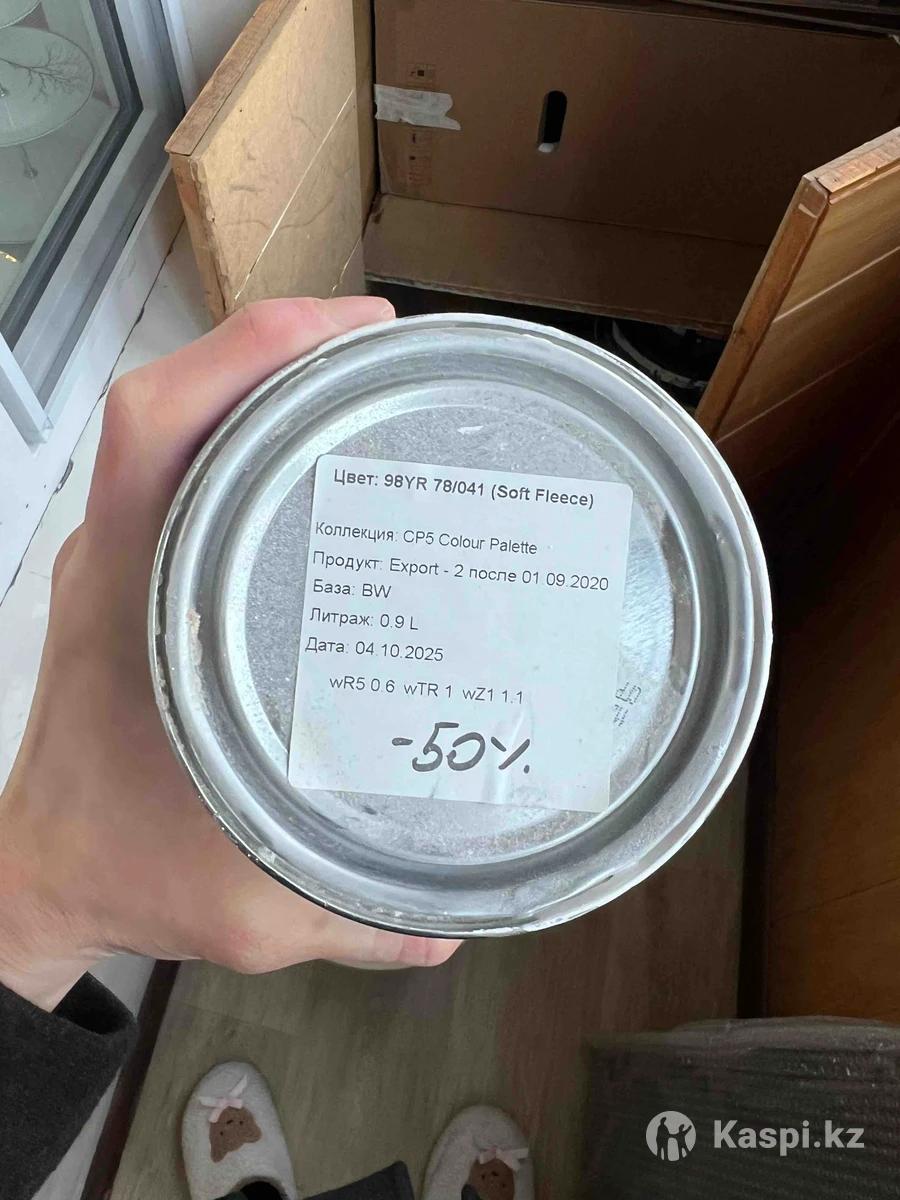 Цвет: 98YR 78/041 (Soft Fleece)
Коллекция: CP5 Colour Palette
Продукт: Export - 2 после 01.09.2020
База: BW
Литраж: 0.9 L
Дата: 04.10.2025
wR5 0.6 wTR 1 wZ1 1.1
-50%.
Kaspi.kz